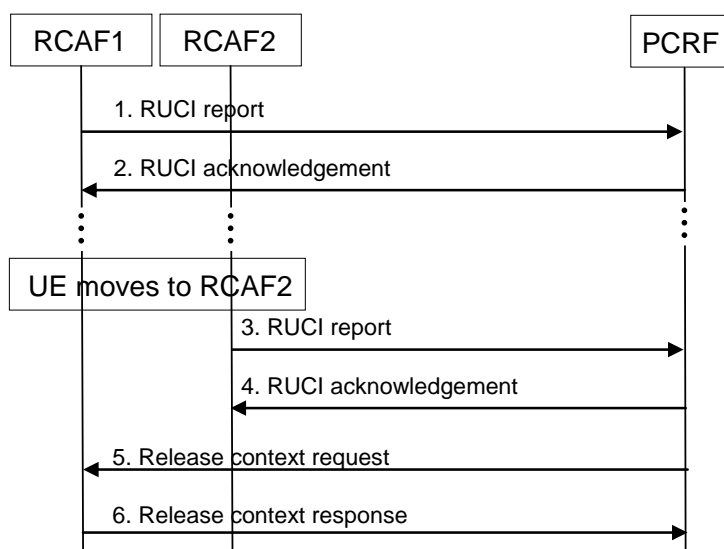 RCAF1
RCAF2
PCRF
1. RUCI report
2. RUCI acknowledgement
UE moves to RCAF2
3. RUCI report
4. RUCI acknowledgement
5. Release context request
6. Release context response